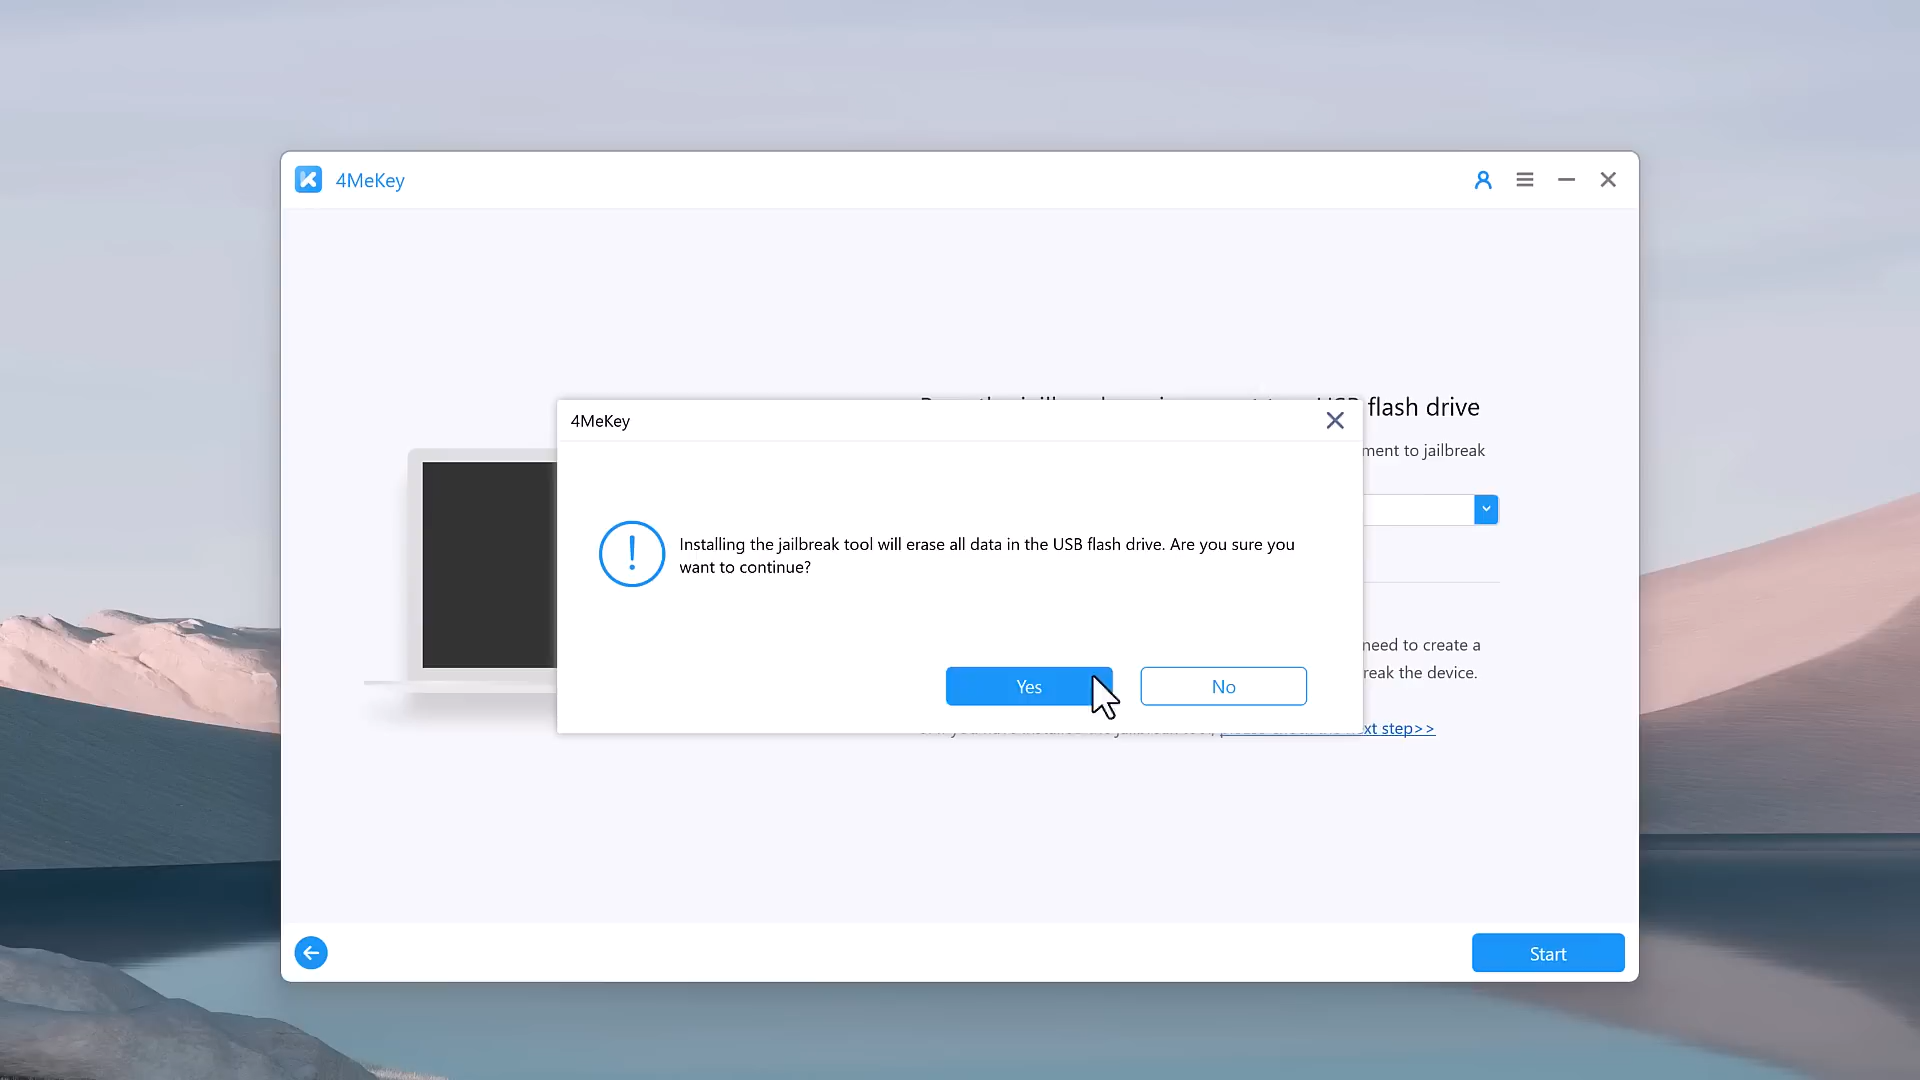 4MeKey
flash drive
4MeKey
ment to jailbreak
Installing the jailbreak tool will erase all data in the USB flash drive. Are you sure you
want to continue?
need to create a
reak the device.
Yes
No
xt step>>
Start